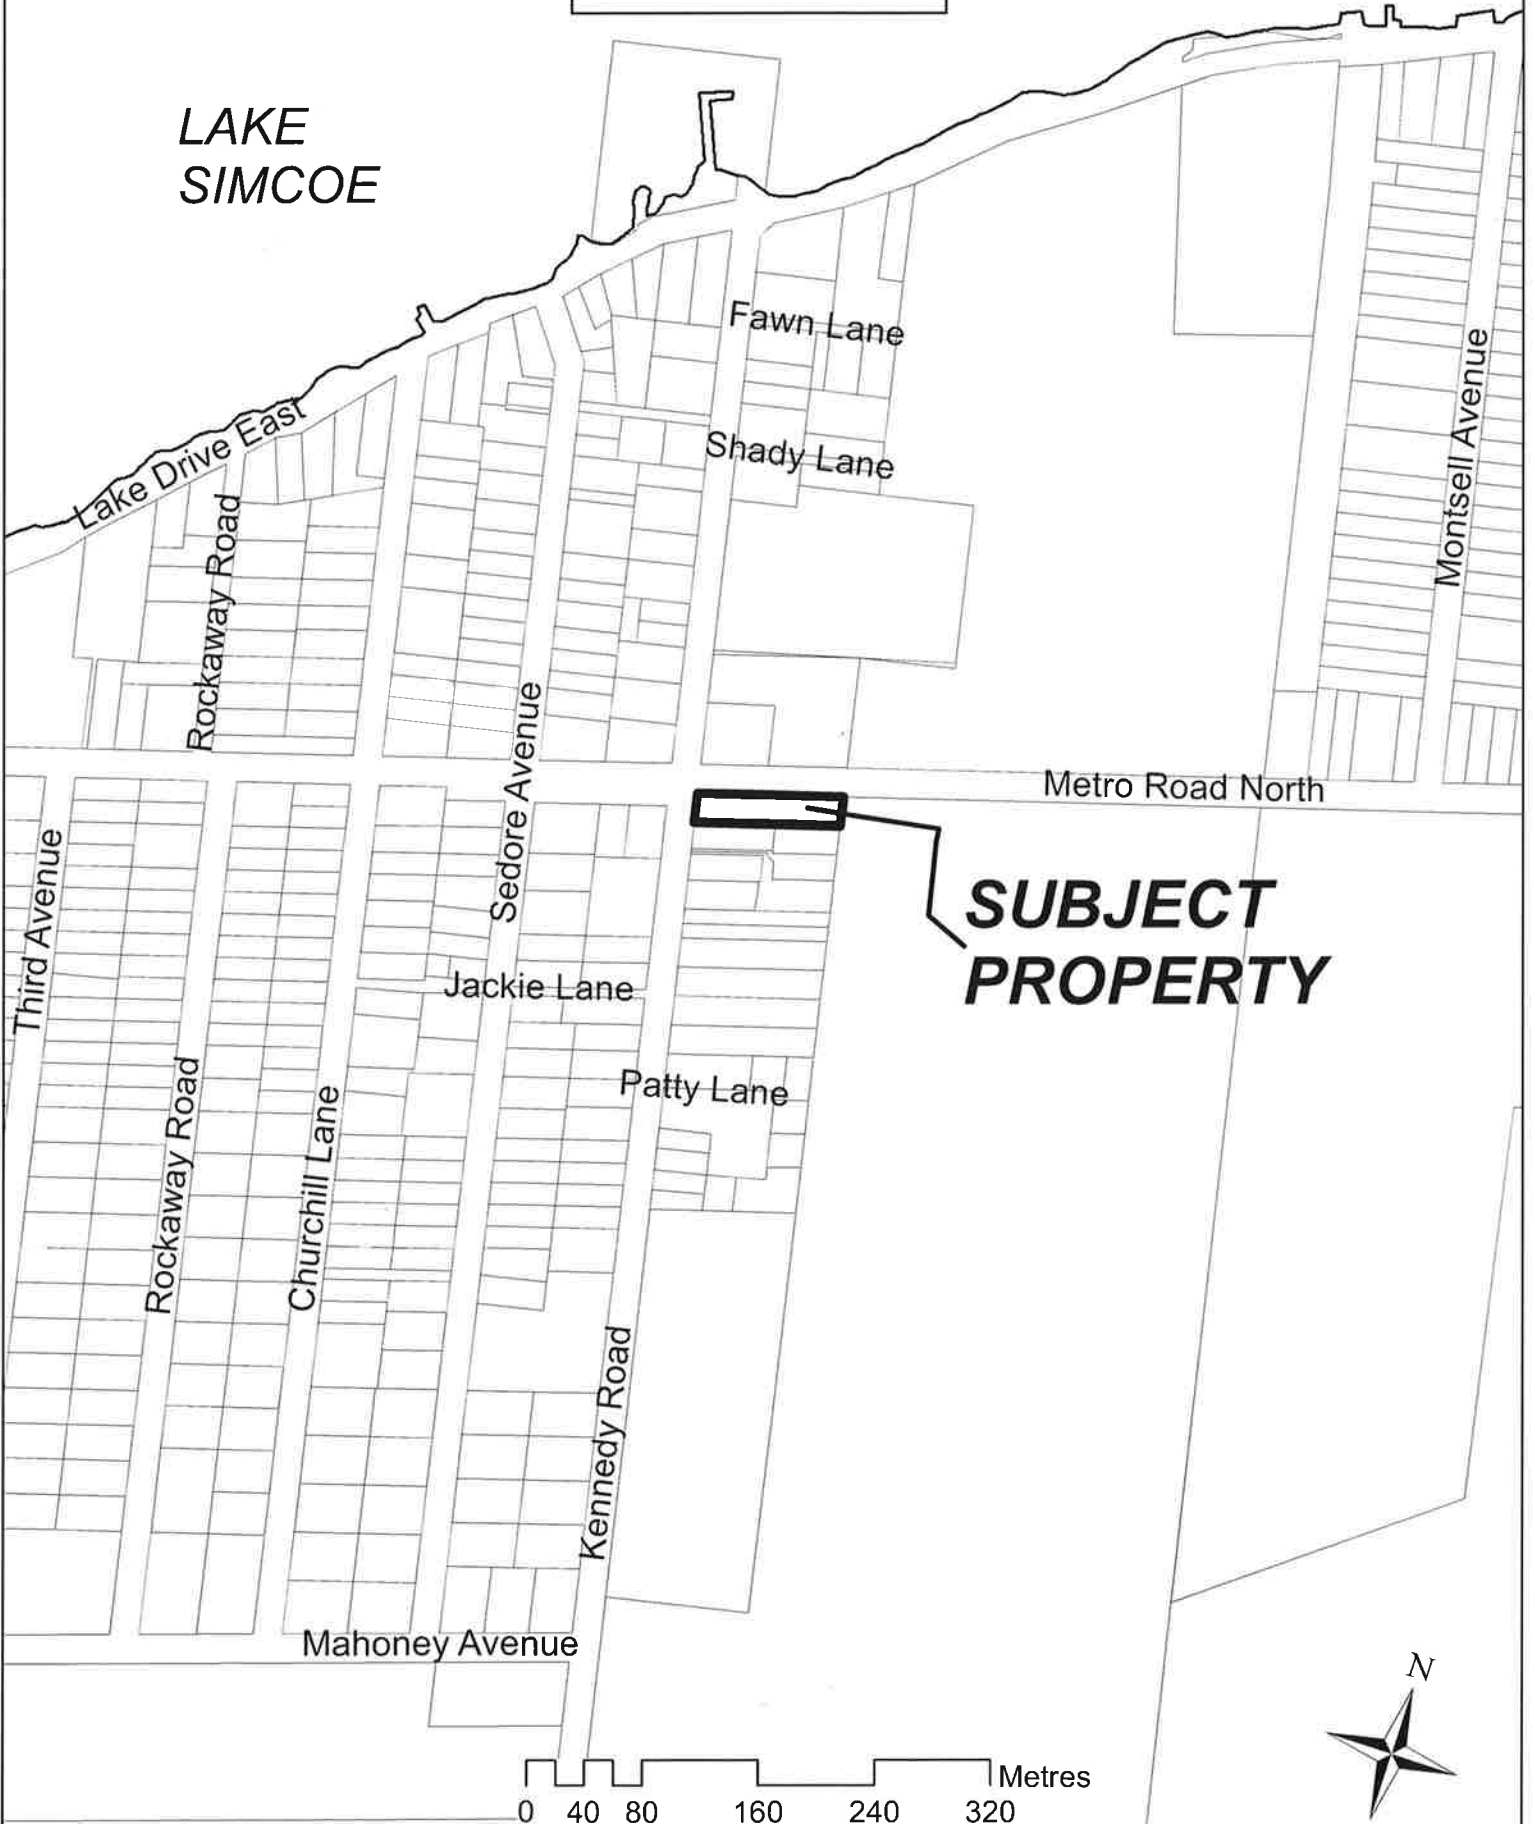 LAKE
SIMCOE
Fawn Lane
Shady Lane
Lake Drive East
Rockaway Road
Montsell Avenue
Sedore Avenue
Metro Road North
Third Avenue
SUBJECT
PROPERTY
Jackie Lane
Patty Lane
Rockaway Road
Churchill Lane
Kennedy Road
Mahoney Avenue
N
Metres
0 40 80 160 240 320